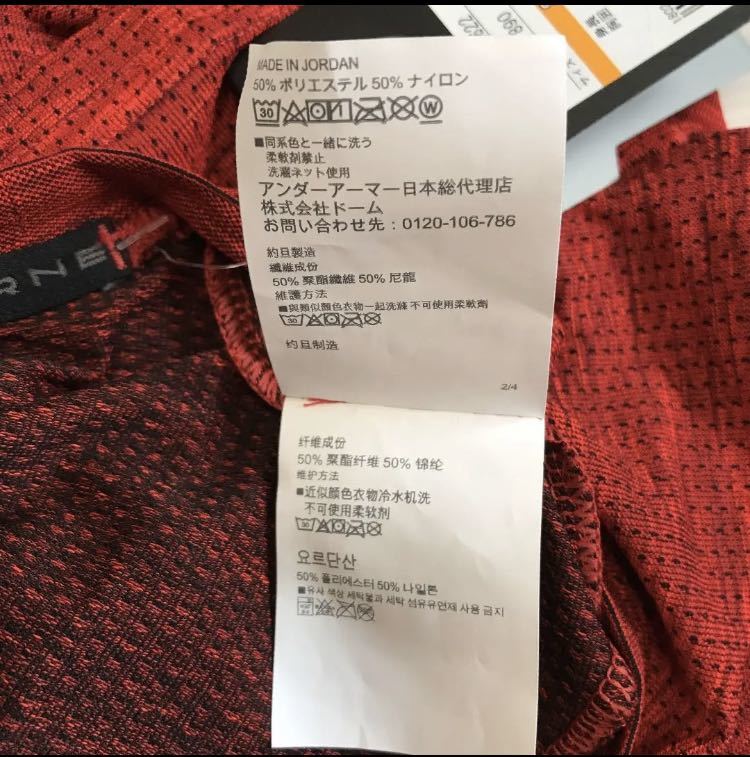 MADE IN JORDAN
50% ポリエステル 50% ナイロン
30 W
■同系色と一緒に洗う
柔軟剤禁止
洗濯ネット使用
アンダーアーマー日本総代理店
株式会社ドーム
お問い合わせ先：0120-106-786
約旦製造
纖維成份
50% 聚酯纖維 50% 尼龍
維護方法
■與類似顏色衣物一起洗滌 不可使用柔軟劑
30
约旦制造
2/4
纤维成份
50% 聚酯纤维 50% 锦纶
维护方法
■近似颜色衣物冷水机洗
不可使用柔软剂
30
요르단산
50% 폴리에스터 50% 나일론
■유사 색상 세탁물과 세탁 섬유유연제 사용 금지
RNE
890
622